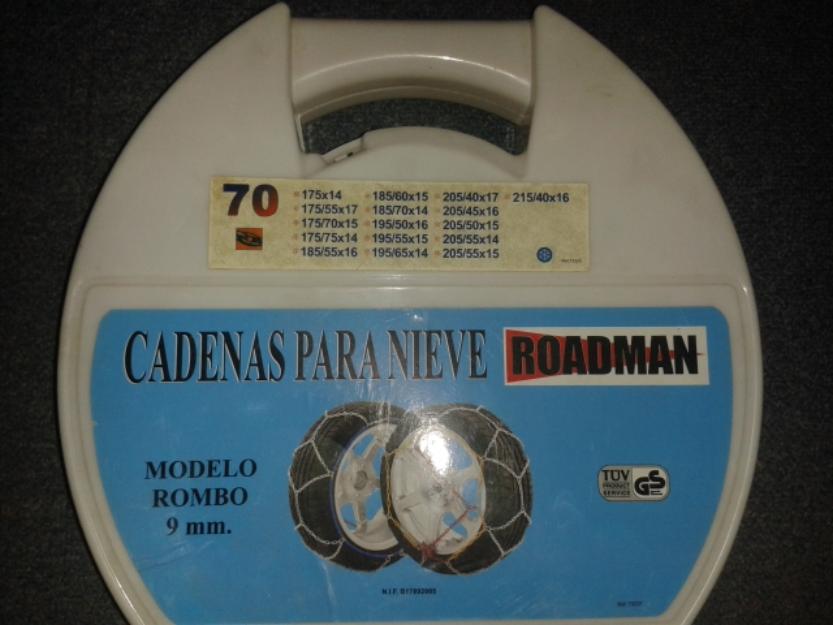 70
175x14
175/55x17
175/70x15
175/75x14
185/55x16
185/60x15
185/70x14
195/50x16
195/55x15
195/65x14
205/40x17
205/45x16
205/50x15
205/55x14
205/55x15
215/40x16
CADENAS PARA NIEVE ROADMAN
MODELO
ROMBO
9 mm.
TÜV
PRODUCT
SERVICE
GS